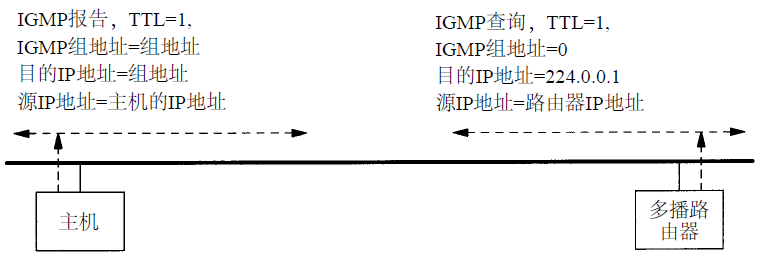 IGMP报告，TTL=1,
IGMP组地址=组地址
目的IP地址=组地址
源IP地址=主机的IP地址
IGMP查询，TTL=1,
IGMP组地址=0
目的IP地址=224.0.0.1
源IP地址=路由器IP地址
主机
多播路
由器